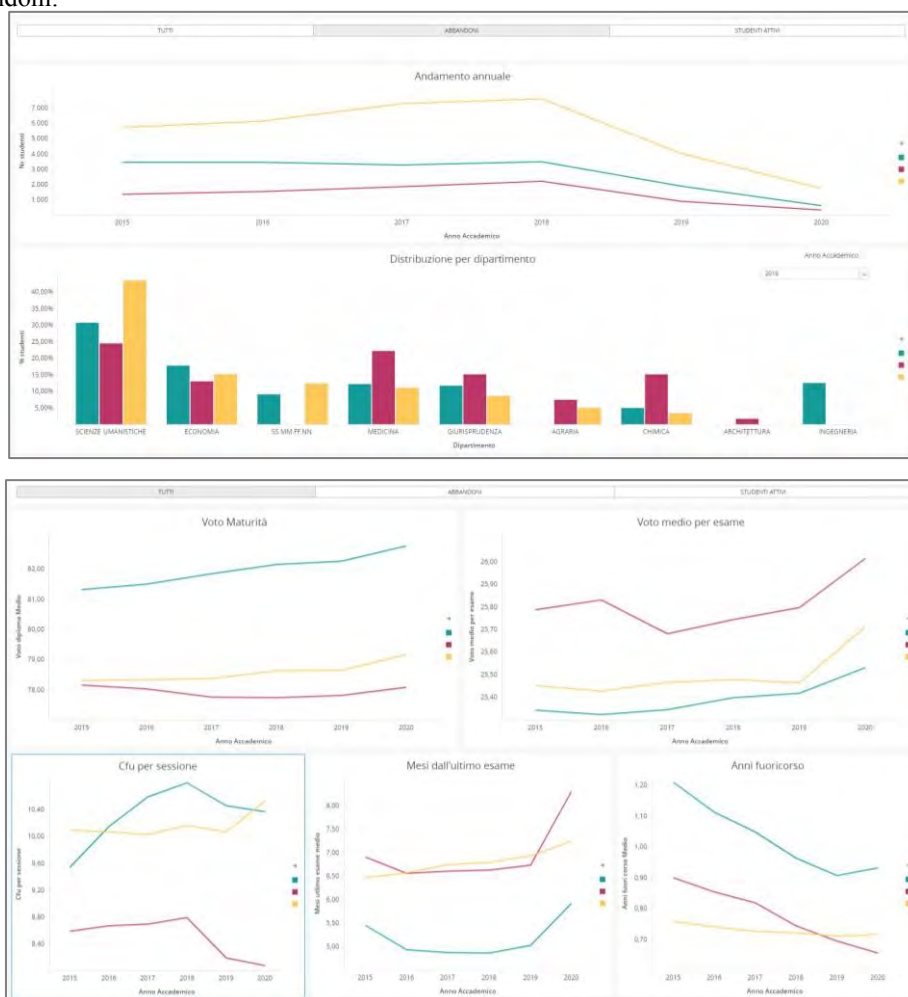 ndoni.
TUTTI ABBANDONI STUDENTI ATTIVI
Andamento annuale
Nr studenti
7.000
6.000
5.000
4.000
3.000
2.000
1.000
2015 2016 2017 2018 2019 2020
Anno Accademico
Distribuzione per dipartimento
Anno Accademico
% studenti
40,00%
35,00%
30,00%
25,00%
20,00%
15,00%
10,00%
5,00%
SCIENZE UMANISTICHE ECONOMIA SS.MM.FF.NN. MEDICINA GIURISPRUDENZA AGRARIA CHIMICA ARCHITETTURA INGEGNERIA
Dipartimento
TUTTI ABBANDONI STUDENTI ATTIVI
Voto Maturità
Voto diploma Medio
82,00
81,00
80,00
79,00
78,00
2015 2016 2017 2018 2019 2020
Anno Accademico
Voto medio per esame
Voto medio per esame
25,90
25,70
25,60
25,50
25,40
2015 2016 2017 2018 2019 2020
Anno Accademico
Cfu per sessione
Cfu per sessione
10,40
10,00
9,60
9,20
8,80
8,40
2015 2016 2017 2018 2019 2020
Anno Accademico
Mesi dall'ultimo esame
Mesi ultimo esame medio
8,00
7,50
7,00
6,50
6,00
5,50
5,00
2015 2016 2017 2018 2019 2020
Anno Accademico
Anni fuoricorso
Anni fuori corso Medio
1,20
1,10
1,00
0,90
0,80
0,70
2015 2016 2017 2018 2019 2020
Anno Accademico